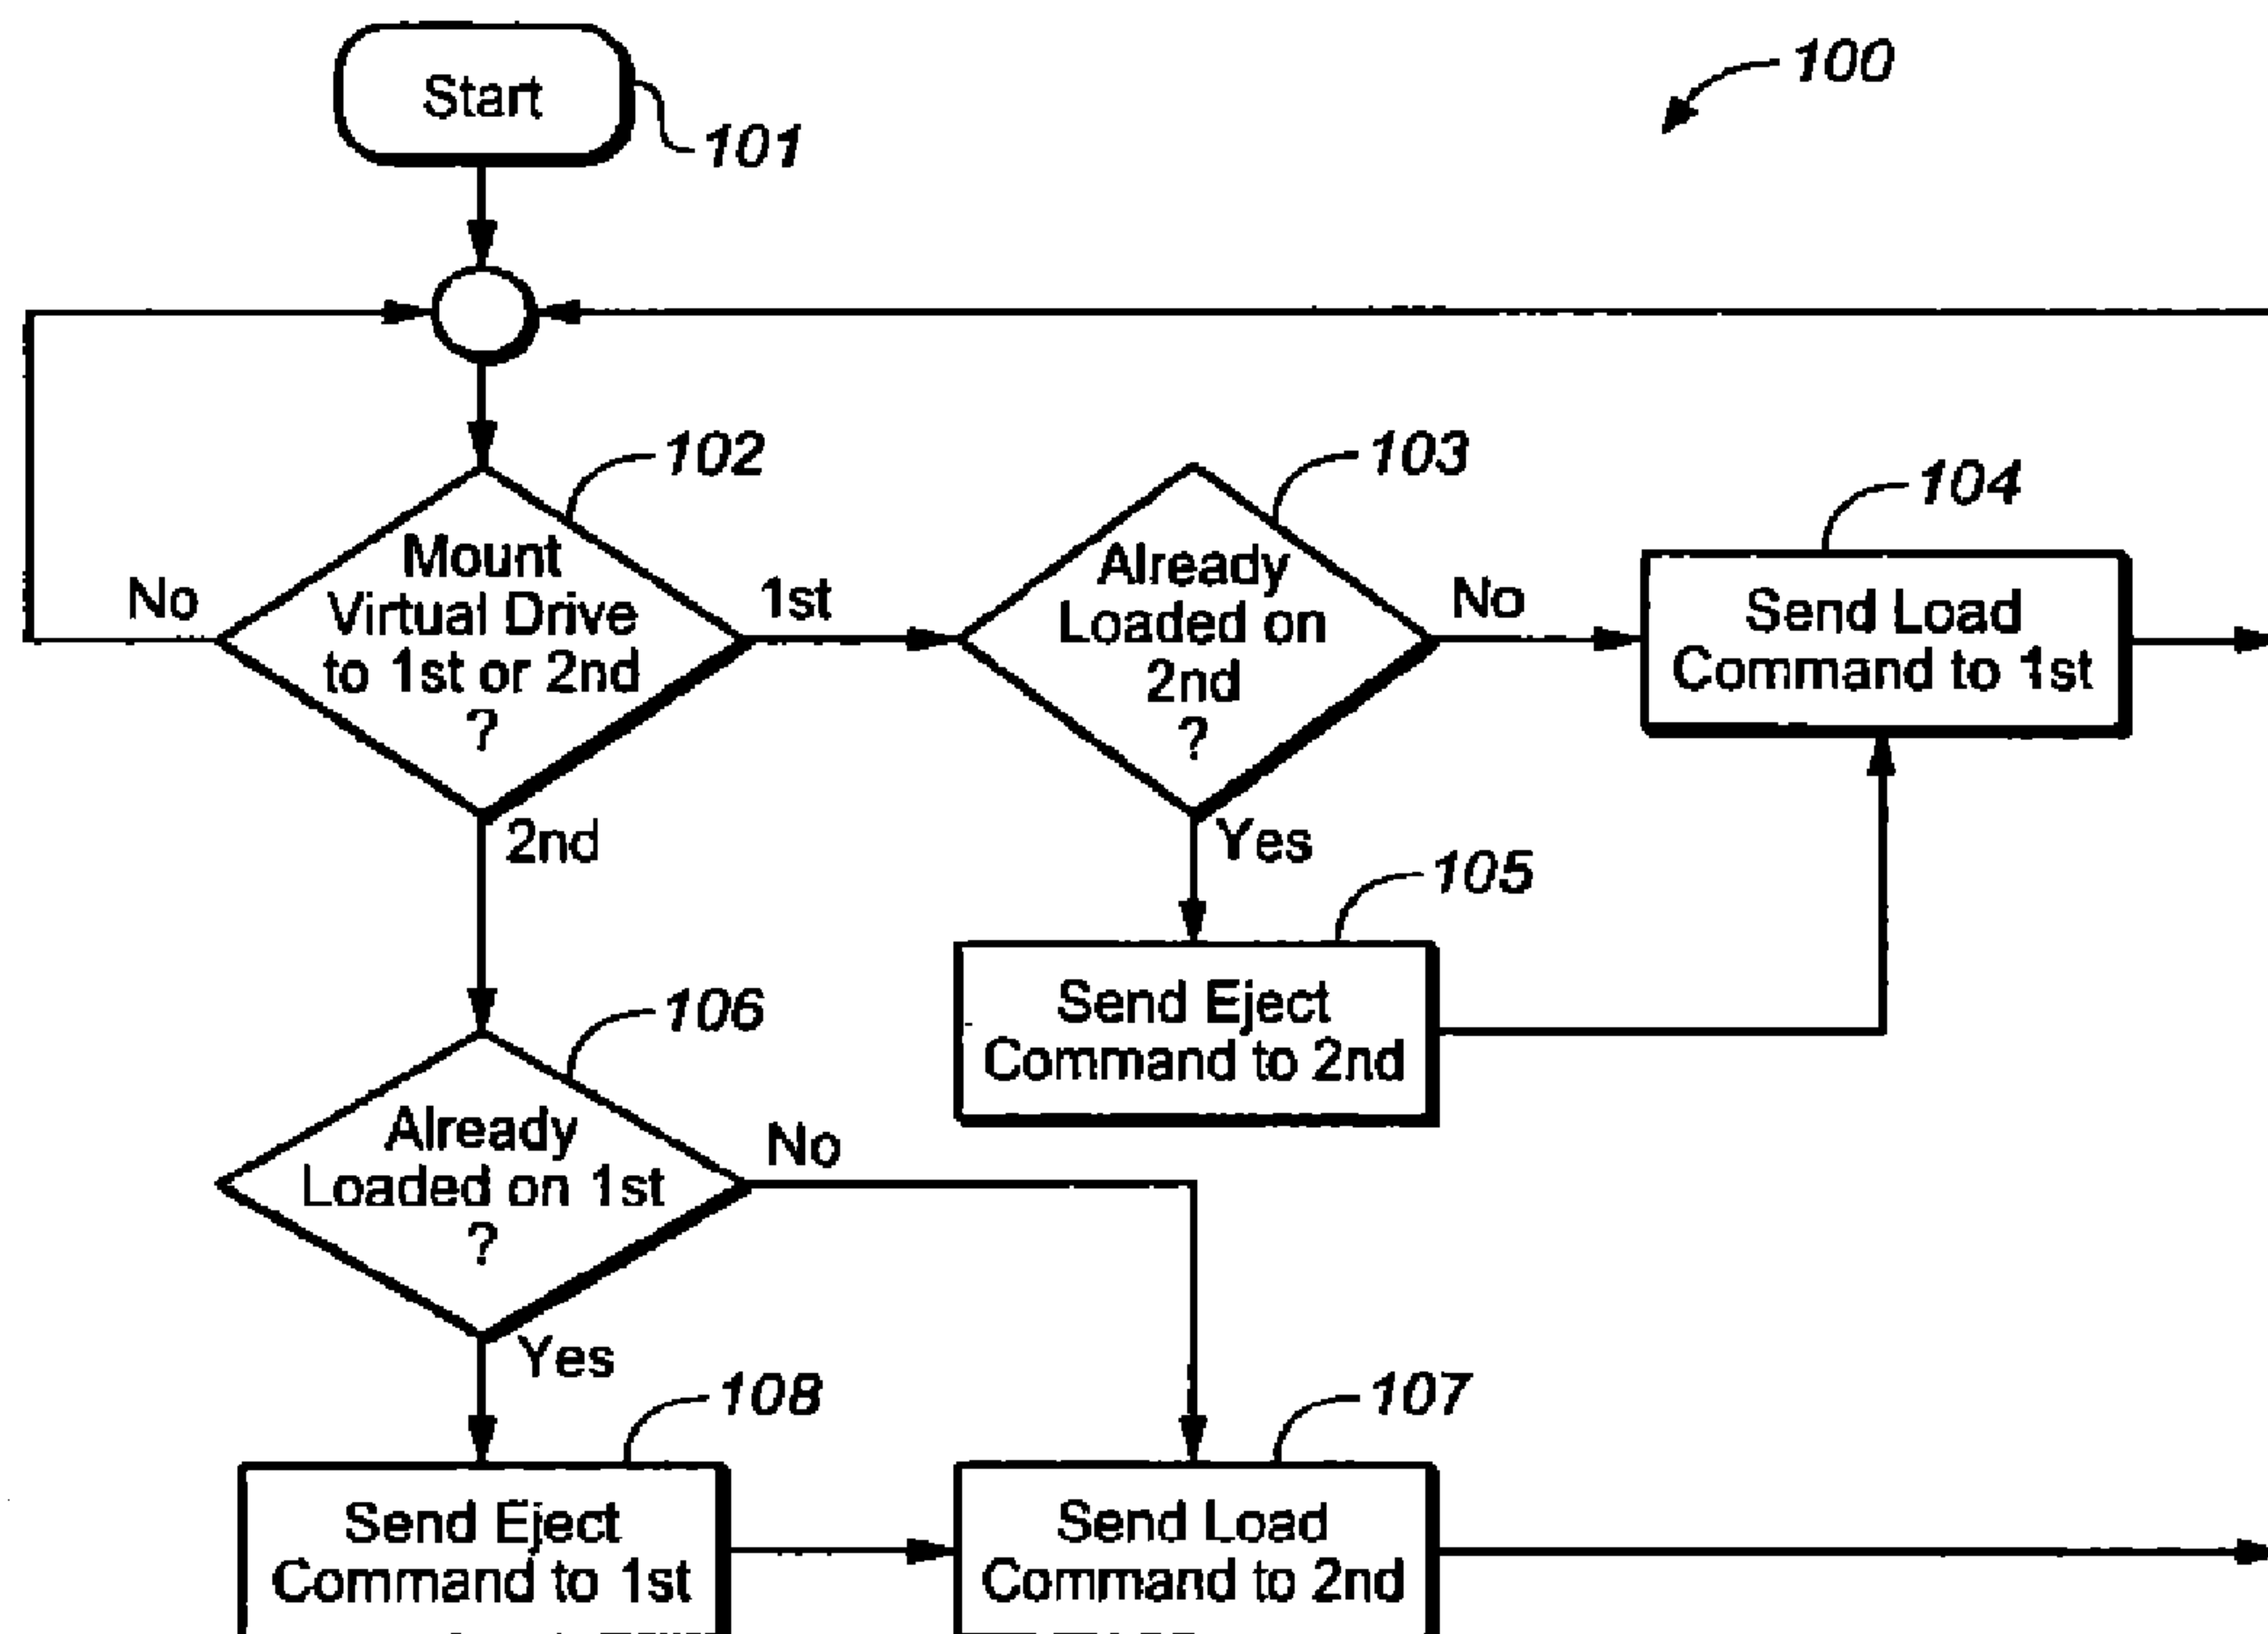 Start
101
100
102
Mount
Virtual Drive
to 1st or 2nd
?
No
1st
2nd
103
Already
Loaded on
2nd
?
No
Yes
104
Send Load
Command to 1st
105
Send Eject
Command to 2nd
106
Already
Loaded on 1st
?
No
Yes
108
Send Eject
Command to 1st
107
Send Load
Command to 2nd